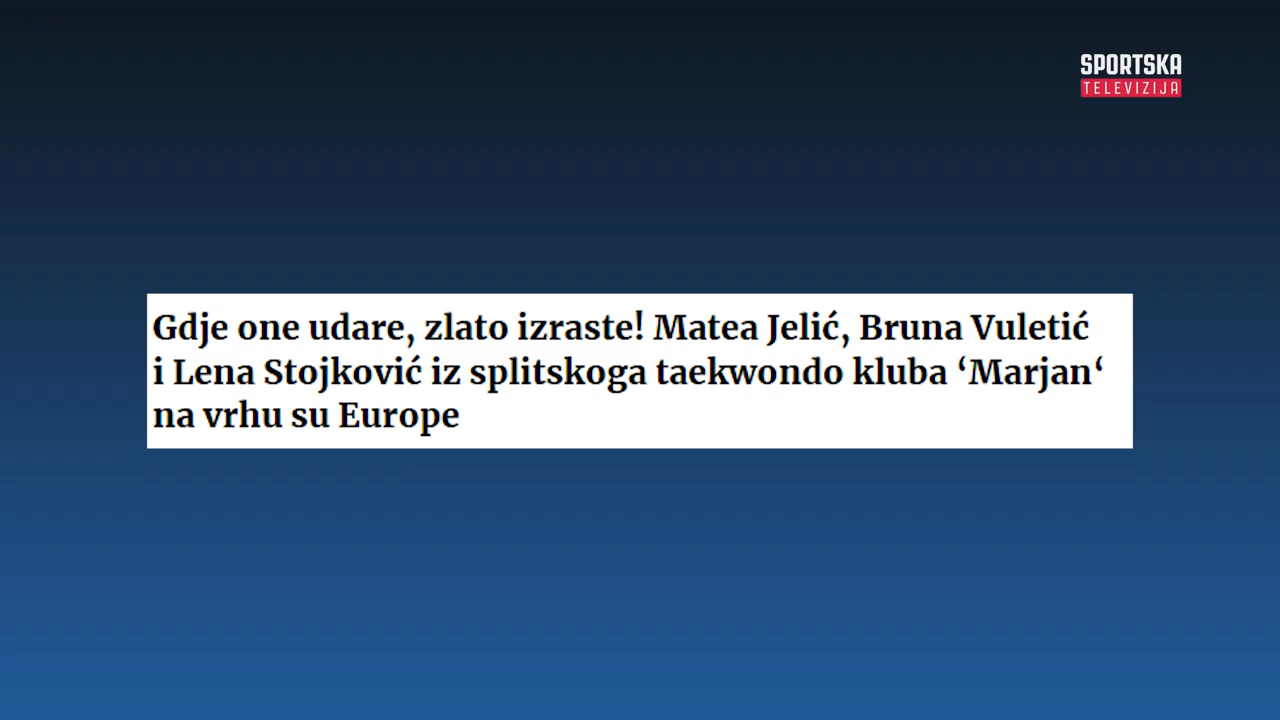 SPORTSKA
TELEVIZIJA
Gdje one udare, zlato izraste! Matea Jelić, Bruna Vuletić
i Lena Stojković iz splitskoga taekwondo kluba ‘Marjan‘
na vrhu su Europe